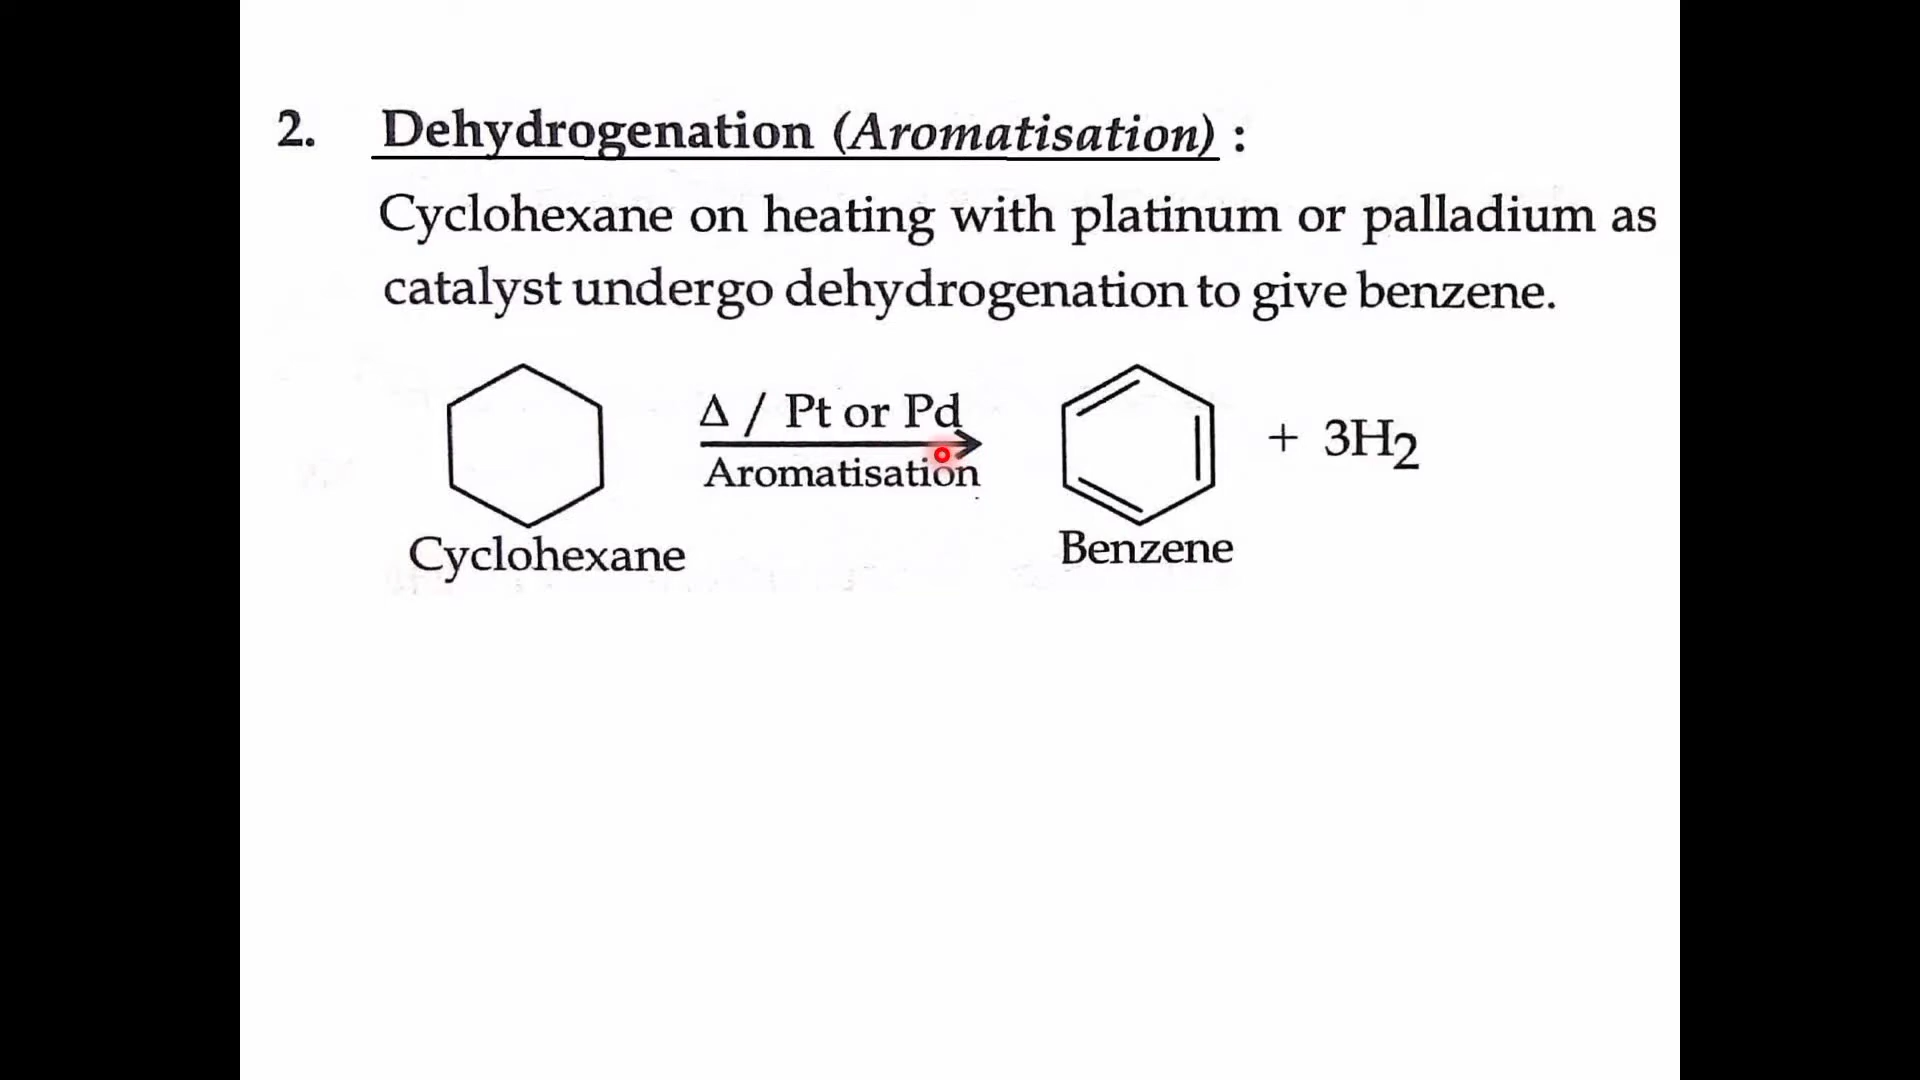 2. Dehydrogenation (Aromatisation) :
Cyclohexane on heating with platinum or palladium as
catalyst undergo dehydrogenation to give benzene.
Δ / Pt or Pd
Aromatisation
+ 3H₂
Cyclohexane
Benzene